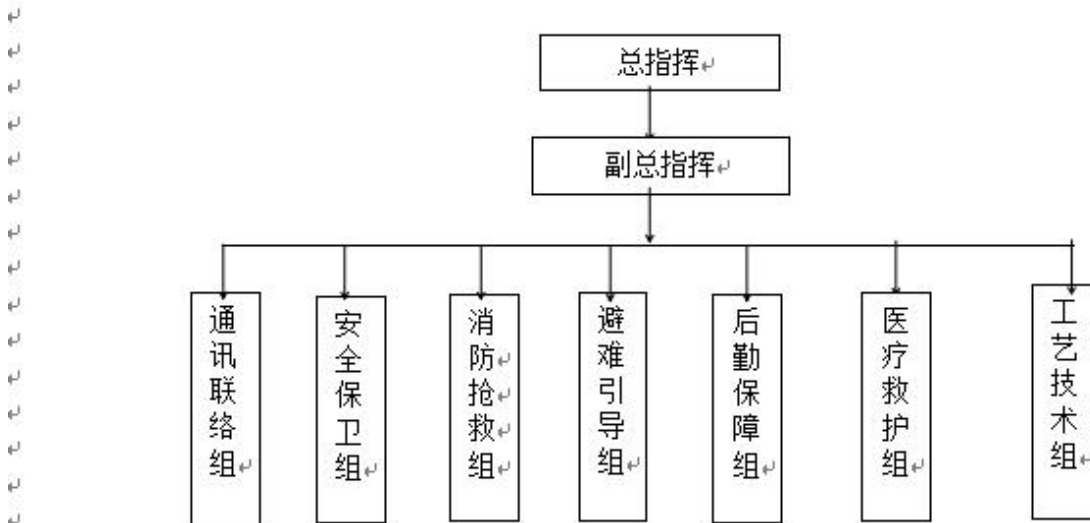 总指挥
副总指挥
通讯联络组
安全保卫组
消防抢救组
避难引导组
后勤保障组
医疗救护组
工艺技术组